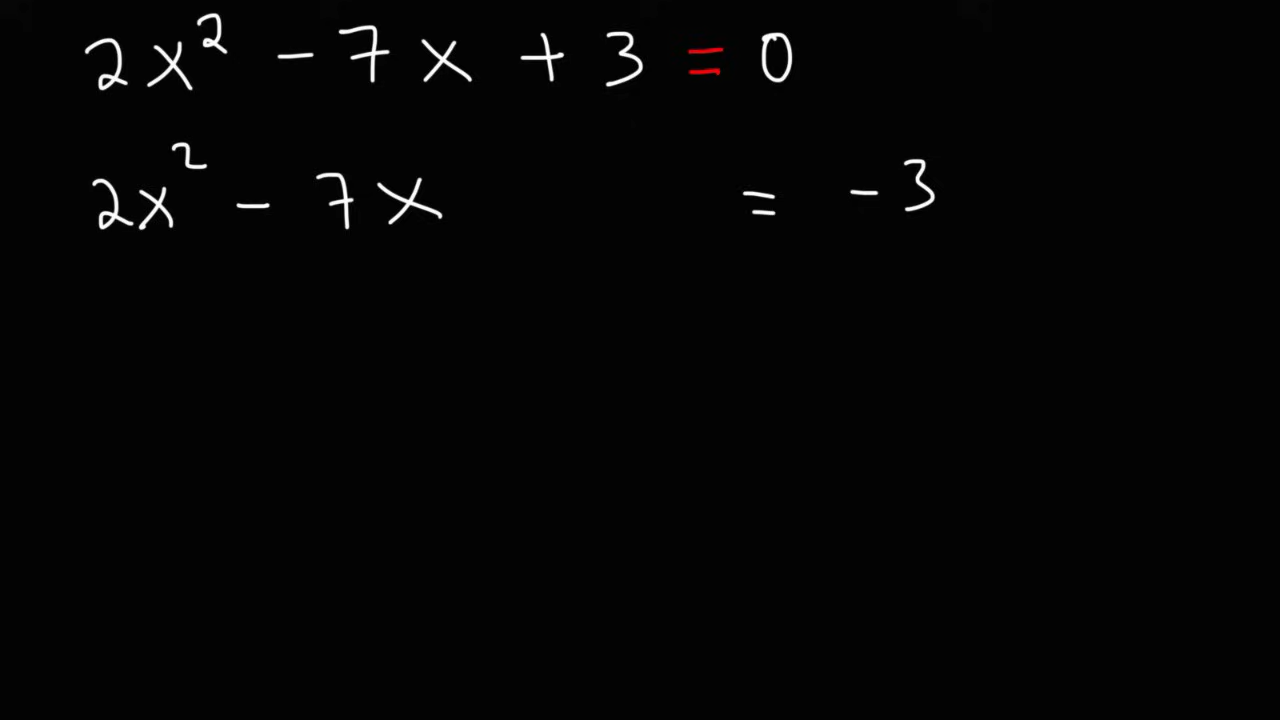 2x² - 7x + 3 = 0
2x² - 7x = -3